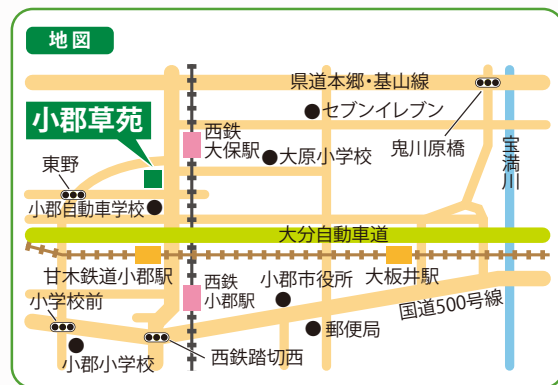 地図
県道本郷・基山線
セブンイレブン
小郡草苑
西鉄
大保駅
大原小学校
鬼川原橋
宝満川
東野
小郡自動車学校
大分自動車道
甘木鉄道小郡駅
西鉄
小郡駅
小郡市役所
大板井駅
小学校前
国道500号線
郵便局
小郡小学校
西鉄踏切西